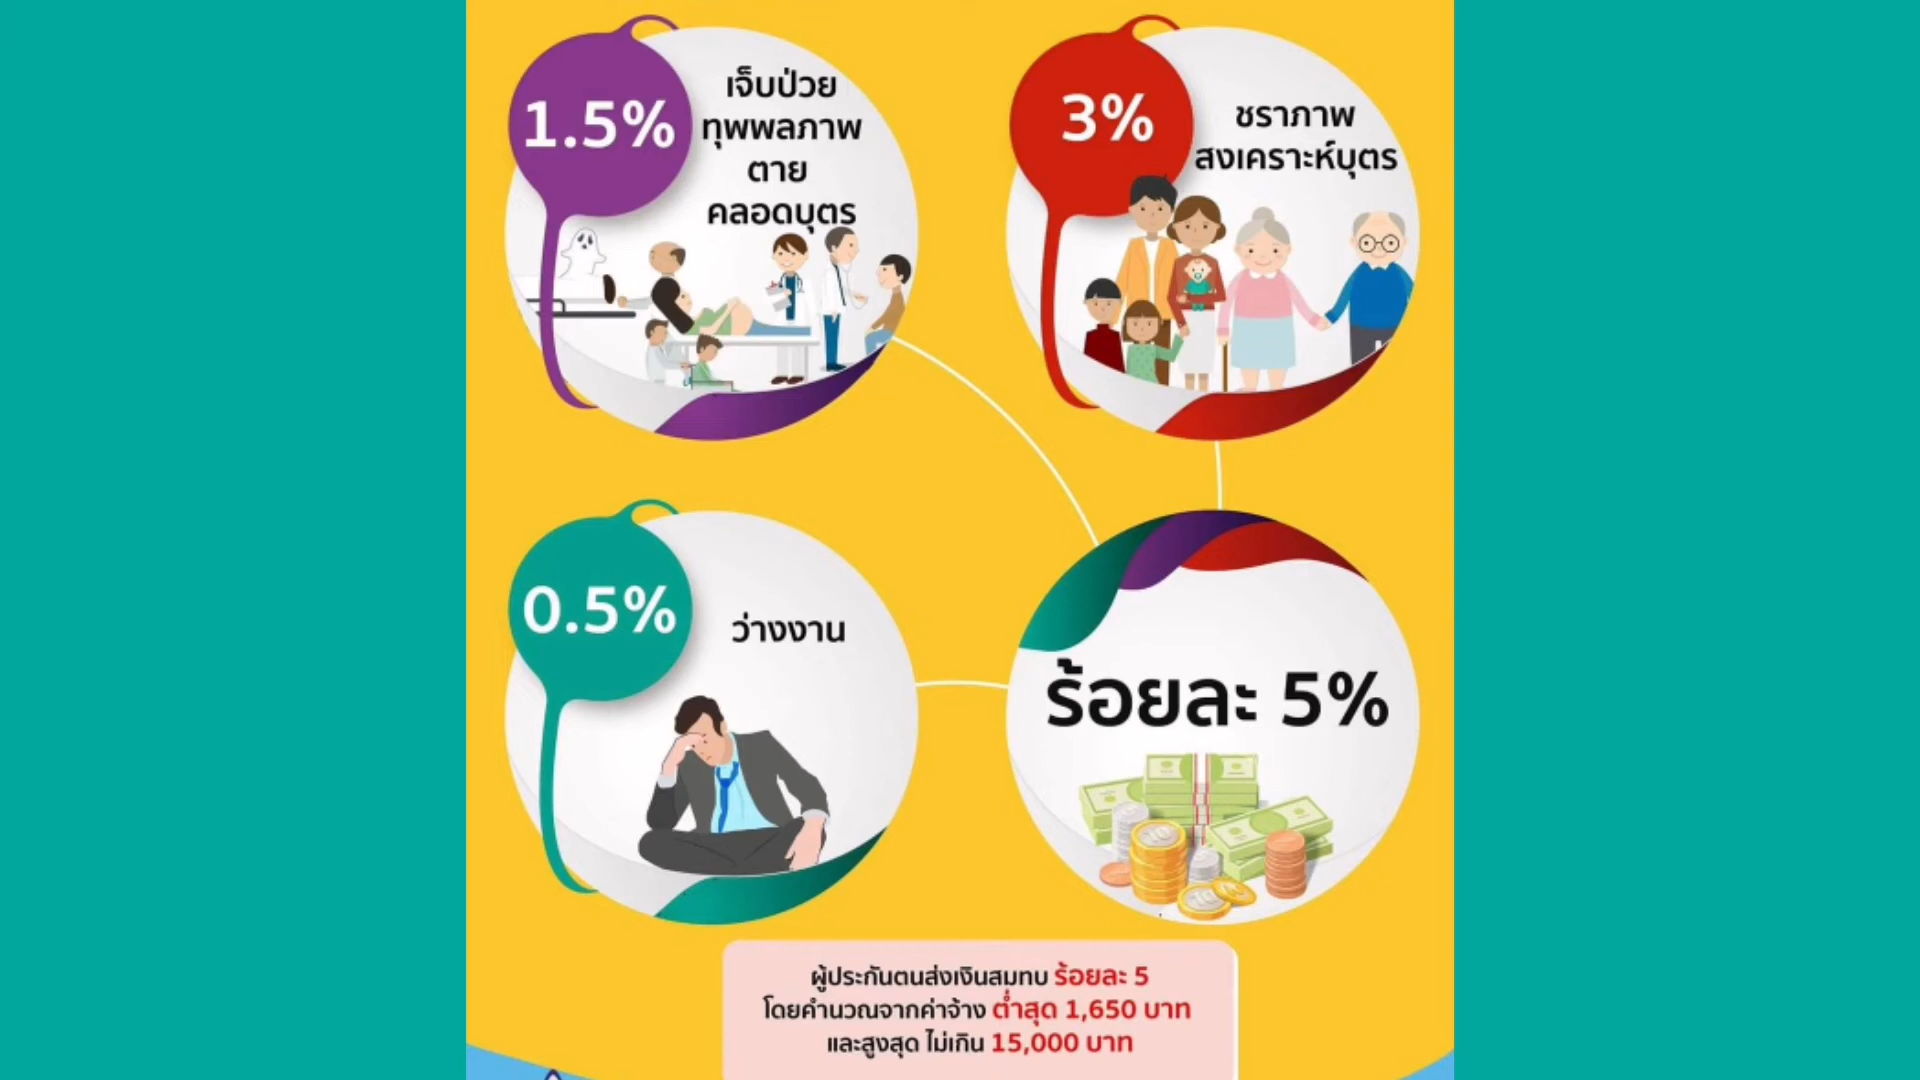 1.5%
เจ็บป่วย
ทุพพลภาพ
ตาย
คลอดบุตร
3%
ชราภาพ
สงเคราะห์บุตร
0.5%
ว่างงาน
ร้อยละ 5%
ผู้ประกันตนส่งเงินสมทบ ร้อยละ 5
โดยคำนวณจากค่าจ้าง ต่ำสุด 1,650 บาท
และสูงสุด ไม่เกิน 15,000 บาท